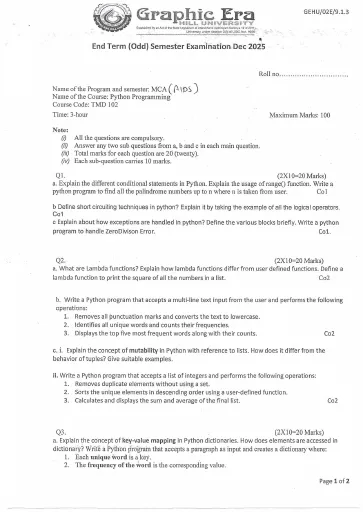 GEHU/02E/9.1.3
Graphic Era
HILL UNIVERSITY
End Term (Odd) Semester Examination Dec 2025
Roll no..............................
Name of the Program and semester: MCA (AIDS)
Name of the Course: Python Programming
Course Code: TMD 102
Time: 3-hour Maximum Marks: 100
Note:
(i) All the questions are compulsory.
(ii) Answer any two sub questions from a, b and c in each main question.
(iii) Total marks for each question are 20 (twenty).
(iv) Each sub-question carries 10 marks.
Q1. (2X10=20 Marks)
a. Explain the different conditional statements in Python. Explain the usage of range() function. Write a
python program to find all the palindrome numbers up to n where n is taken from user. Co1
b Define short circuiting techniques in python? Explain it by taking the example of all the logical operators.
Co1
c Explain about how exceptions are handled in python? Define the various blocks briefly. Write a python
program to handle ZeroDivison Error. Co1.
Q2. (2X10=20 Marks)
a. What are Lambda functions? Explain how lambda functions differ from user defined functions. Define a
lambda function to print the square of all the numbers in a list. Co2
b. Write a Python program that accepts a multi-line text input from the user and performs the following
operations:
1. Removes all punctuation marks and converts the text to lowercase.
2. Identifies all unique words and counts their frequencies.
3. Displays the top five most frequent words along with their counts. Co2
c. i. Explain the concept of mutability in Python with reference to lists. How does it differ from the
behavior of tuples? Give suitable examples.
ii. Write a Python program that accepts a list of integers and performs the following operations:
1. Removes duplicate elements without using a set.
2. Sorts the unique elements in descending order using a user-defined function.
3. Calculates and displays the sum and average of the final list. Co2
Q3. (2X10=20 Marks)
a. Explain the concept of key-value mapping in Python dictionaries. How does elements are accessed in
dictionary? Write a Python program that accepts a paragraph as input and creates a dictionary where:
1. Each unique word is a key.
2. The frequency of the word is the corresponding value.
Page 1 of 2